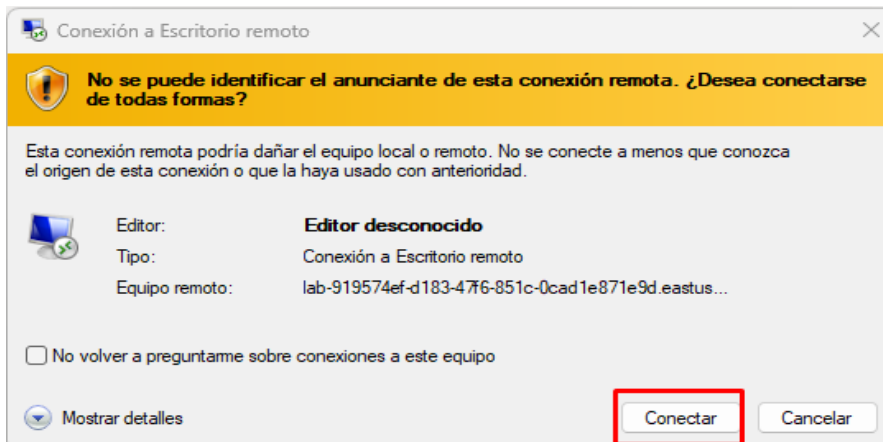 Conexión a Escritorio remoto
No se puede identificar el anunciante de esta conexión remota. ¿Desea conectarse
de todas formas?
Esta conexión remota podría dañar el equipo local o remoto. No se conecte a menos que conozca
el origen de esta conexión o que la haya usado con anterioridad.
Editor: Editor desconocido
Tipo: Conexión a Escritorio remoto
Equipo remoto: lab-919574ef-d183-47f6-851c-0cad1e871e9d.eastus...
No volver a preguntarme sobre conexiones a este equipo
Mostrar detalles Conectar Cancelar